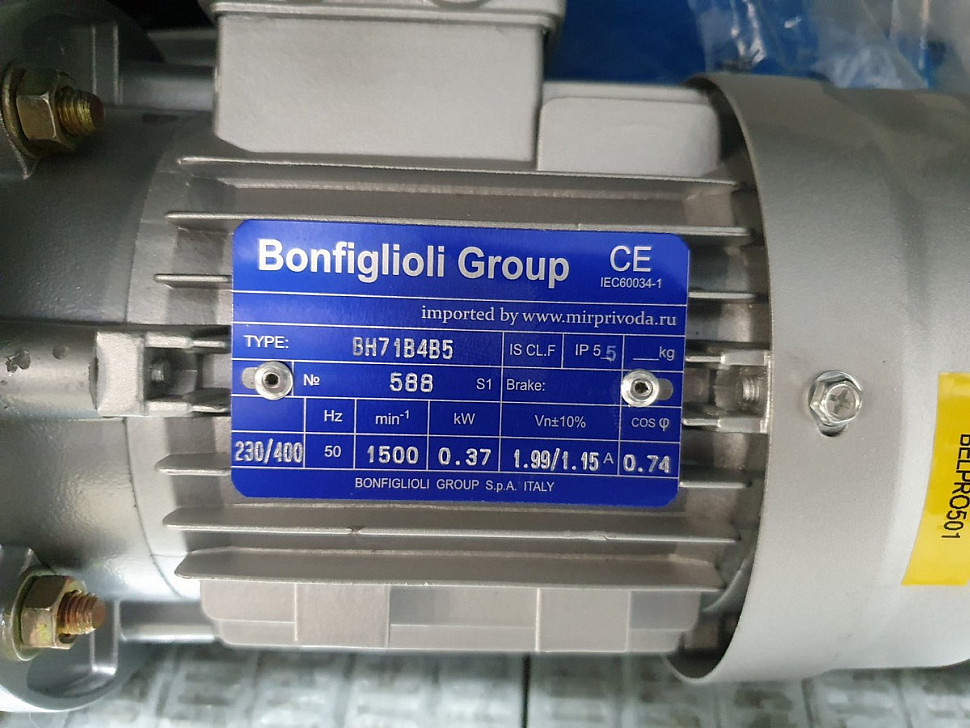 Bonfiglioli Group CE
IEC60034-1
imported by www.mirprivoda.ru
TYPE: BH71B4B5 IS CL.F IP 55 ___kg
№ 588 S1 Brake:
Hz min⁻¹ kW Vn±10% COS φ
230/400 50 1500 0.37 1.99/1.15 A 0.74
BONFIGLIOLI GROUP S.p.A. ITALY
BELPRO501